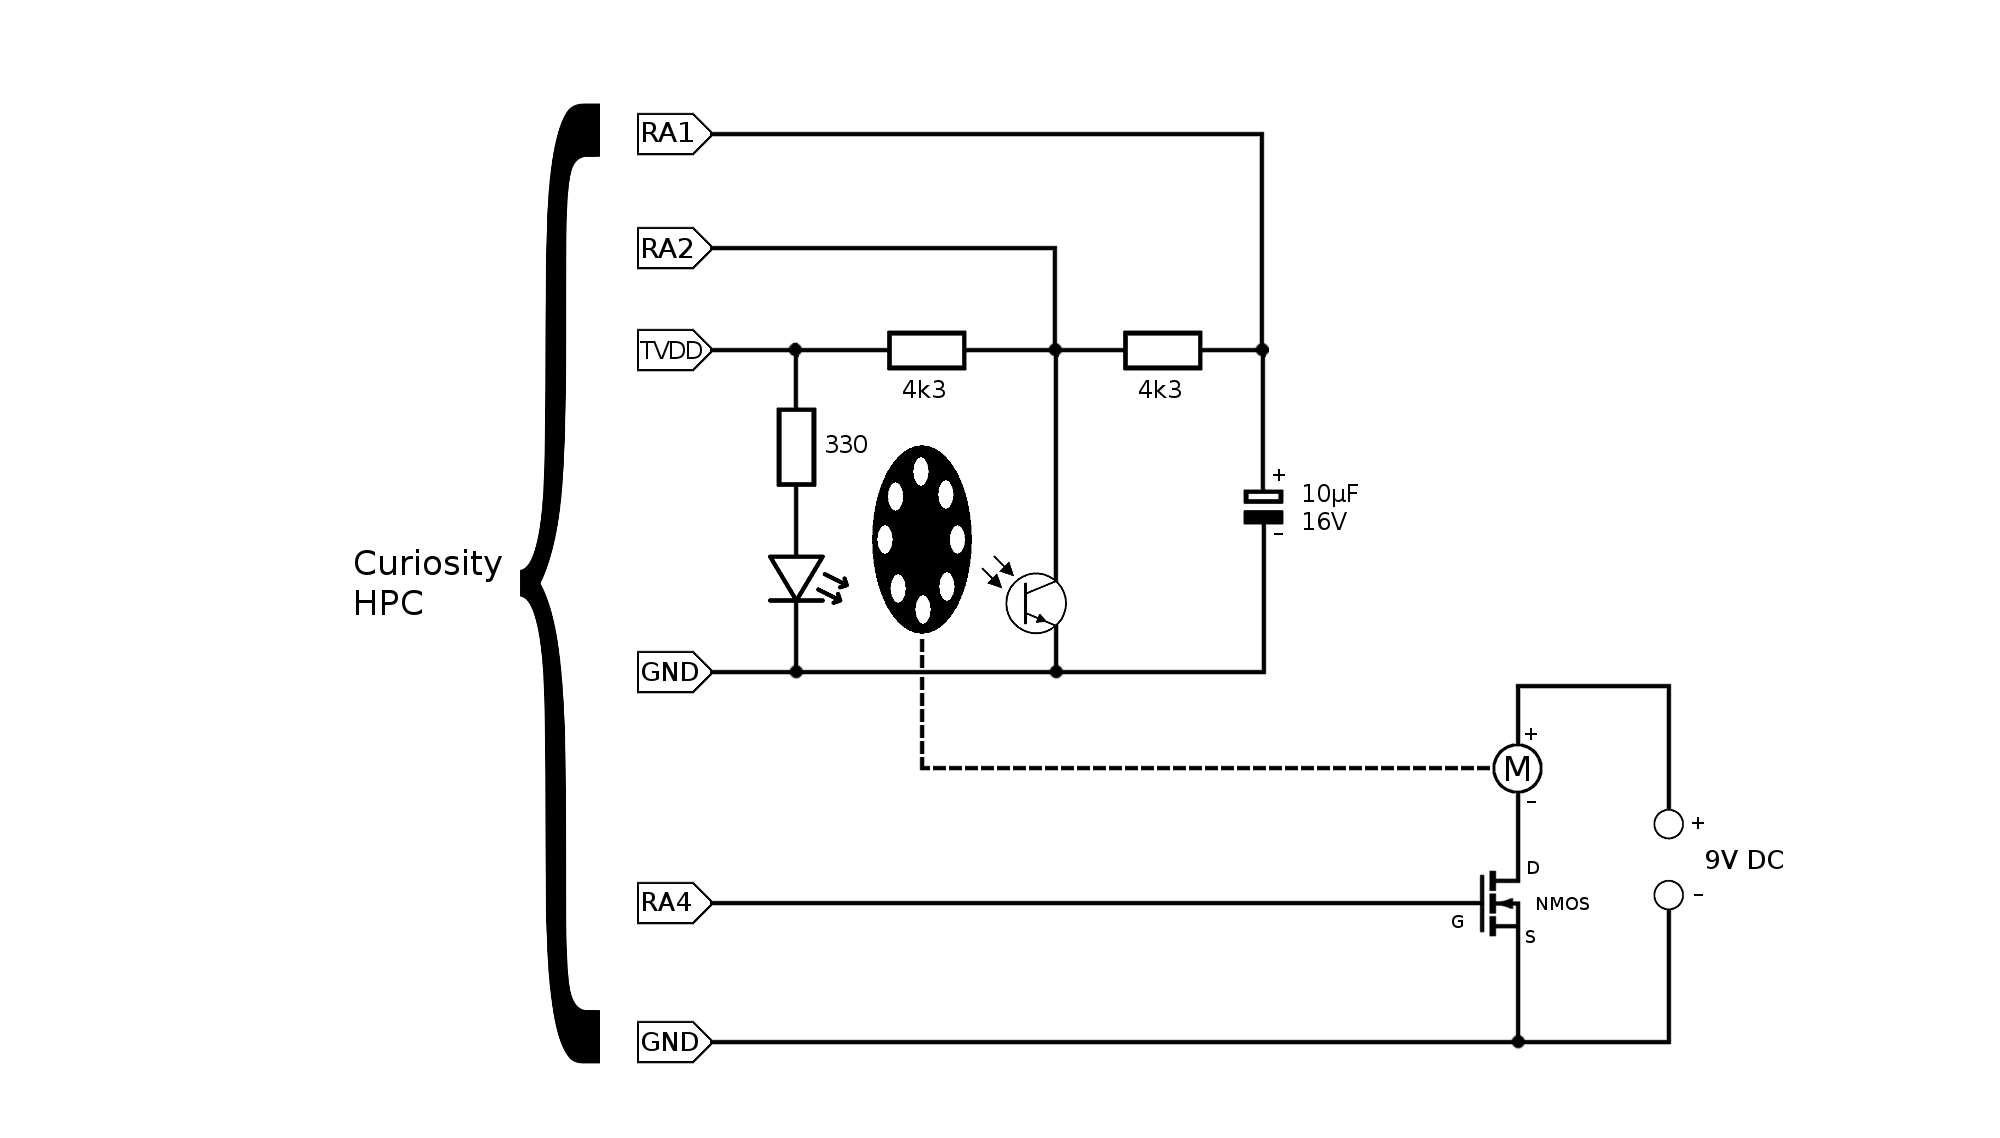 RA1
RA2
TVDD
4k3
4k3
330
+
10µF
16V
–
Curiosity
HPC
GND
+
M
–
+
9V DC
–
D
RA4
NMOS
G
S
GND